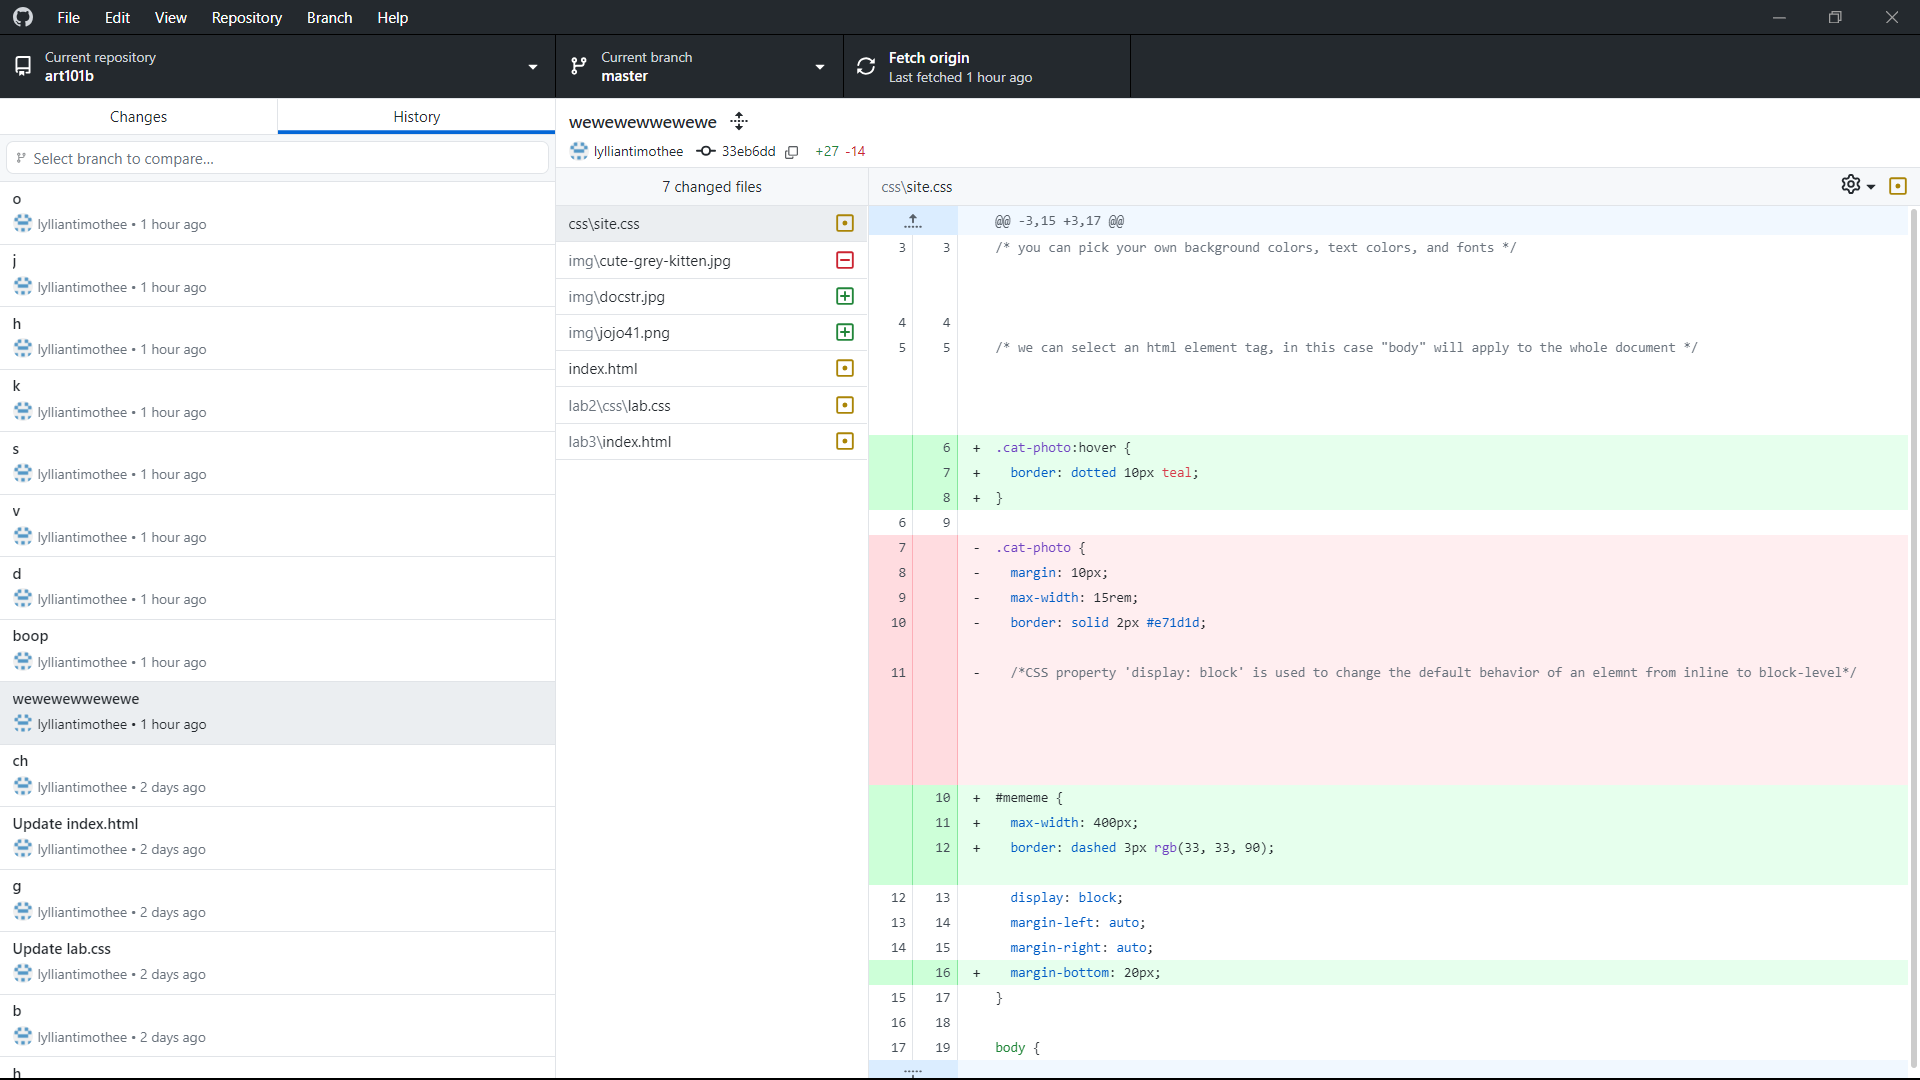 File Edit View Repository Branch Help
Current repository
art101b
Current branch
master
Fetch origin
Last fetched 1 hour ago
Changes
History
Select branch to compare...
o
lylliantimothee • 1 hour ago
j
lylliantimothee • 1 hour ago
h
lylliantimothee • 1 hour ago
k
lylliantimothee • 1 hour ago
s
lylliantimothee • 1 hour ago
v
lylliantimothee • 1 hour ago
d
lylliantimothee • 1 hour ago
boop
lylliantimothee • 1 hour ago
wewewewwewewe
lylliantimothee • 1 hour ago
ch
lylliantimothee • 2 days ago
Update index.html
lylliantimothee • 2 days ago
g
lylliantimothee • 2 days ago
Update lab.css
lylliantimothee • 2 days ago
b
lylliantimothee • 2 days ago
h
wewewewwewewe
lylliantimothee 33eb6dd +27 -14
7 changed files
css\site.css
img\cute-grey-kitten.jpg
img\docstr.jpg
img\jojo41.png
index.html
lab2\css\lab.css
lab3\index.html
css\site.css
@@ -3,15 +3,17 @@
3 3 /* you can pick your own background colors, text colors, and fonts */
4 4
5 5 /* we can select an html element tag, in this case "body" will apply to the whole document */
6 + .cat-photo:hover {
7 + border: dotted 10px teal;
8 + }
6 9
7 - .cat-photo {
8 - margin: 10px;
9 - max-width: 15rem;
10 - border: solid 2px #e71d1d;
11 - /*CSS property 'display: block' is used to change the default behavior of an elemnt from inline to block-level*/
10 + #mememe {
11 + max-width: 400px;
12 + border: dashed 3px rgb(33, 33, 90);
12 13 display: block;
13 14 margin-left: auto;
14 15 margin-right: auto;
16 + margin-bottom: 20px;
15 17 }
16 18
17 19 body {